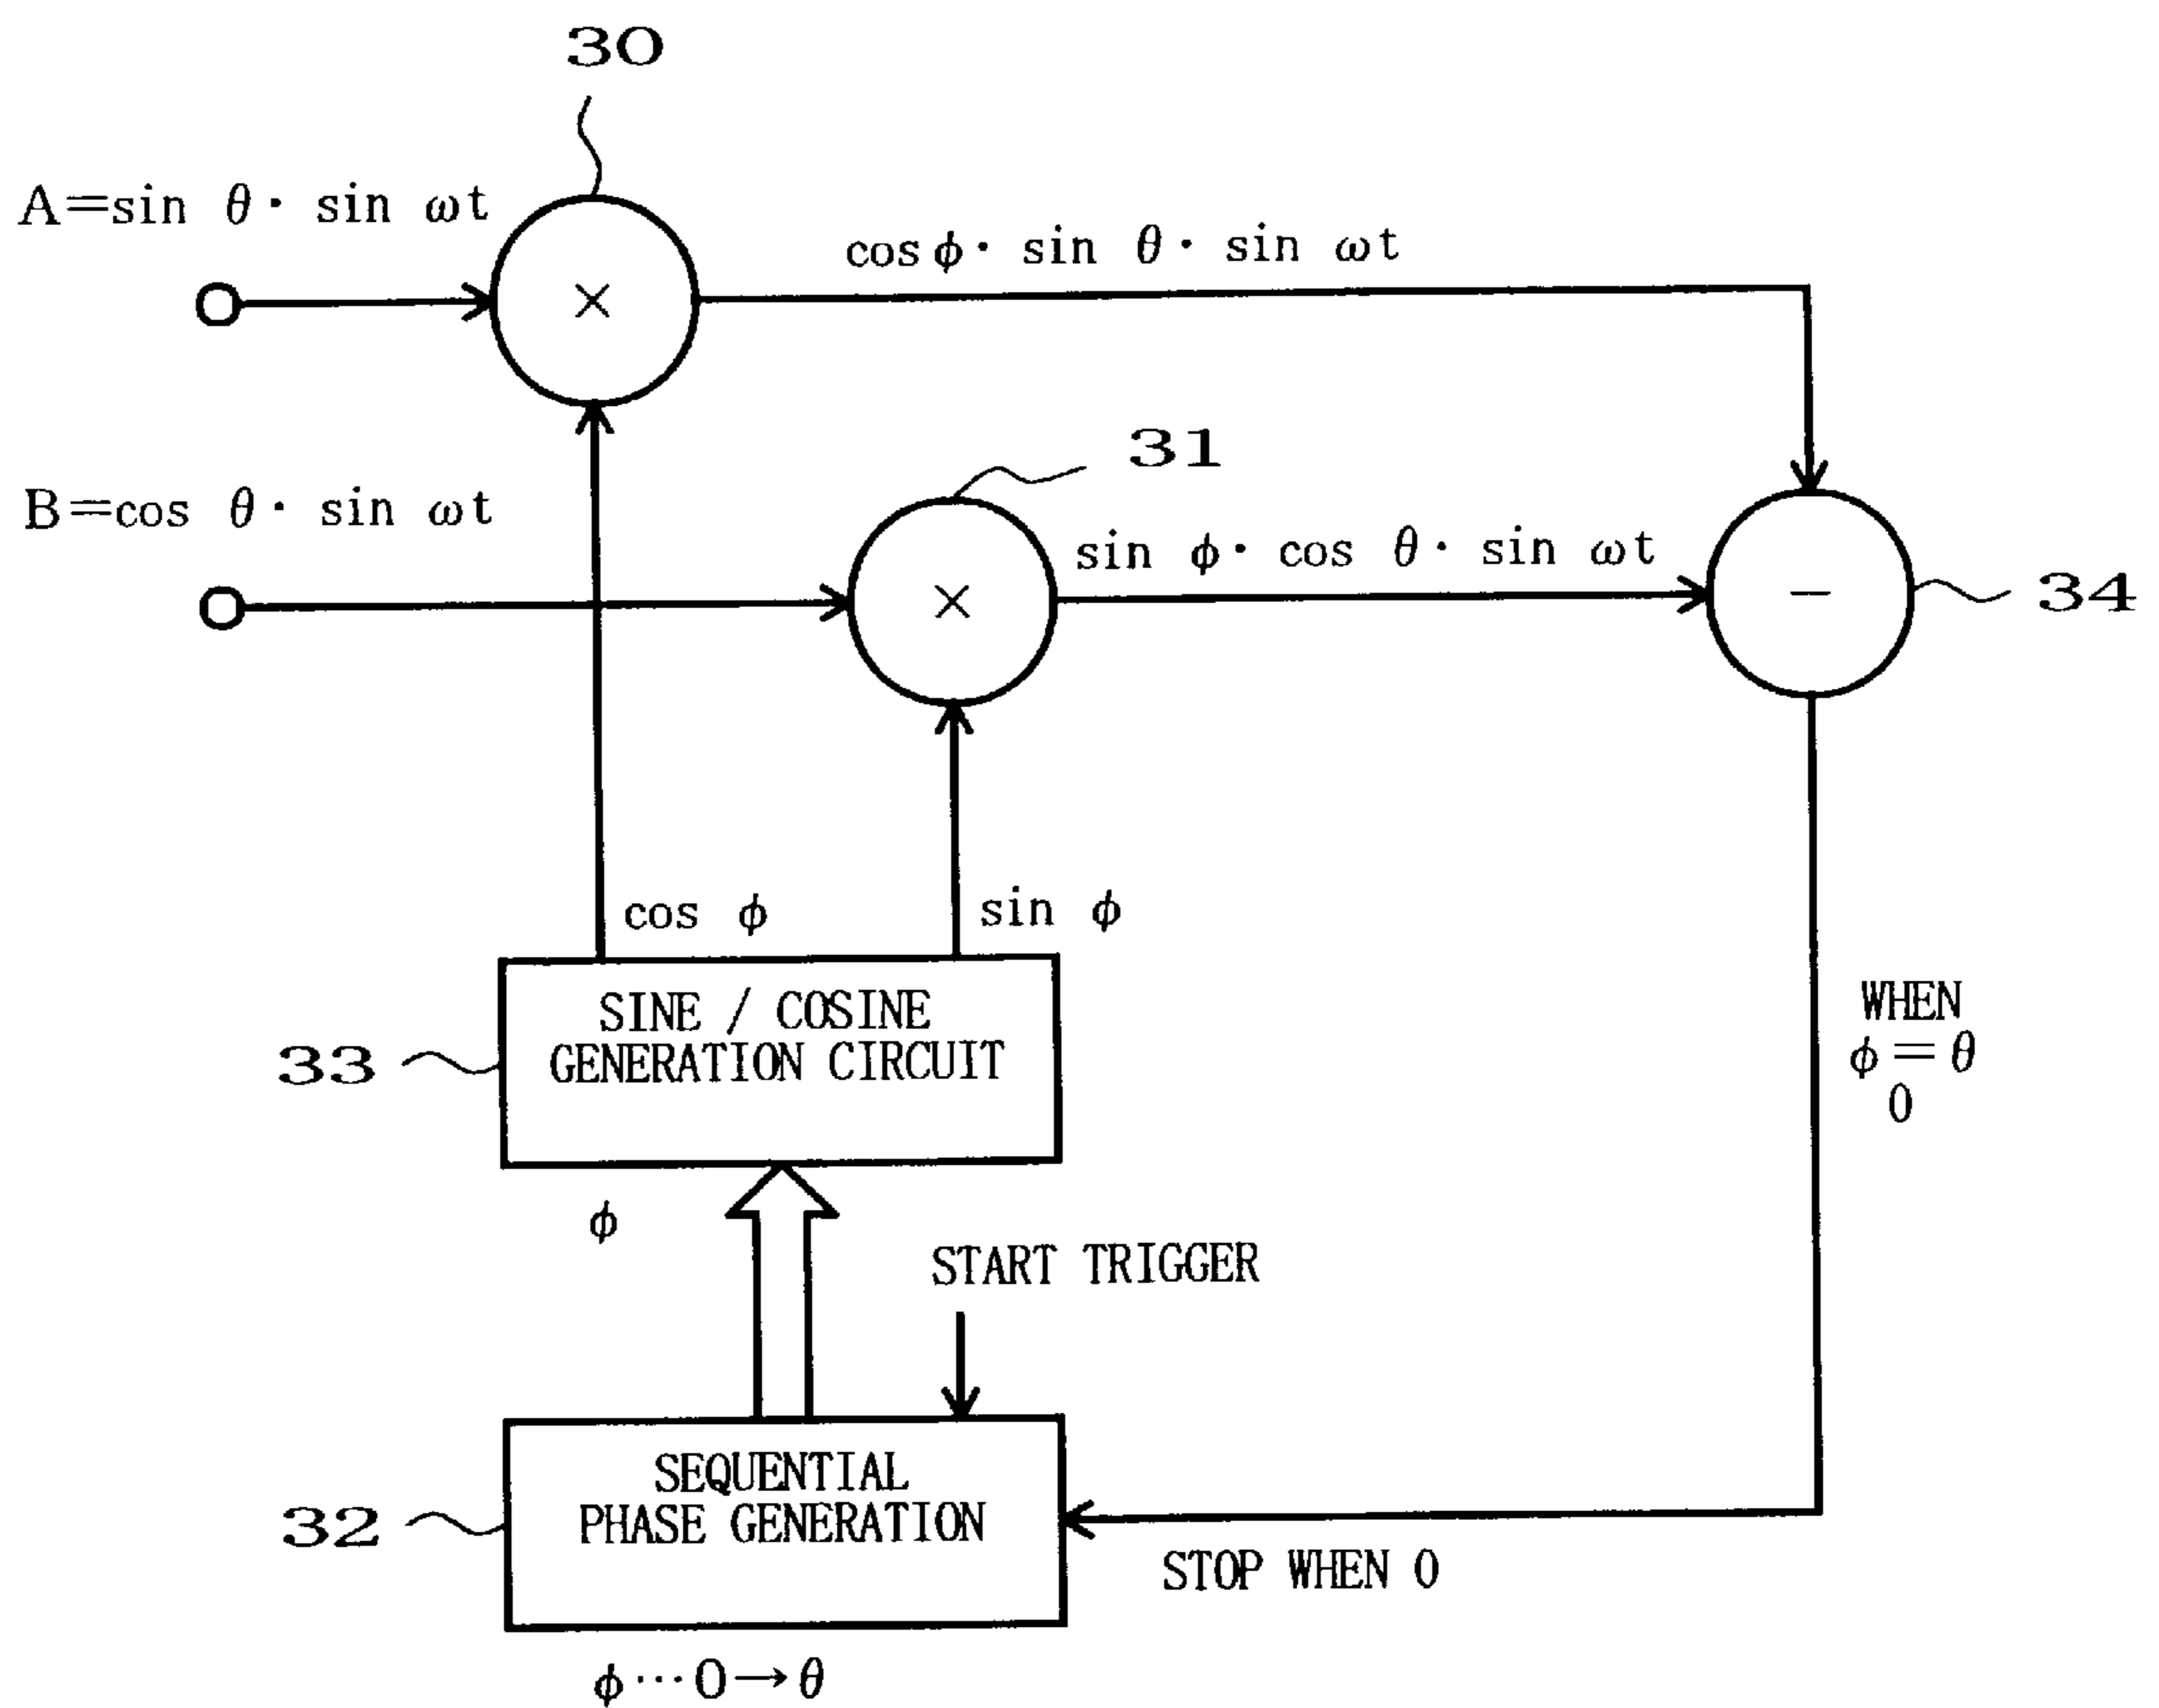 30
A=sin θ・sin ωt
cosϕ・sin θ・sin ωt
×
31
B=cos θ・sin ωt
sin ϕ・cos θ・sin ωt
×
−
34
cos ϕ
sin ϕ
SINE / COSINE
GENERATION CIRCUIT
33
WHEN
ϕ=θ
0
ϕ
START TRIGGER
SEQUENTIAL
PHASE GENERATION
32
STOP WHEN 0
ϕ…0→θ